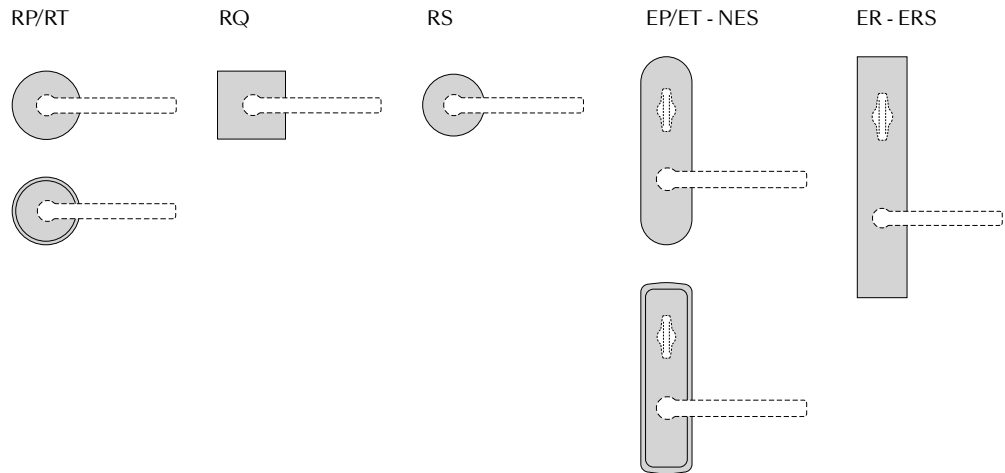 RP/RT
RQ
RS
EP/ET - NES
ER - ERS